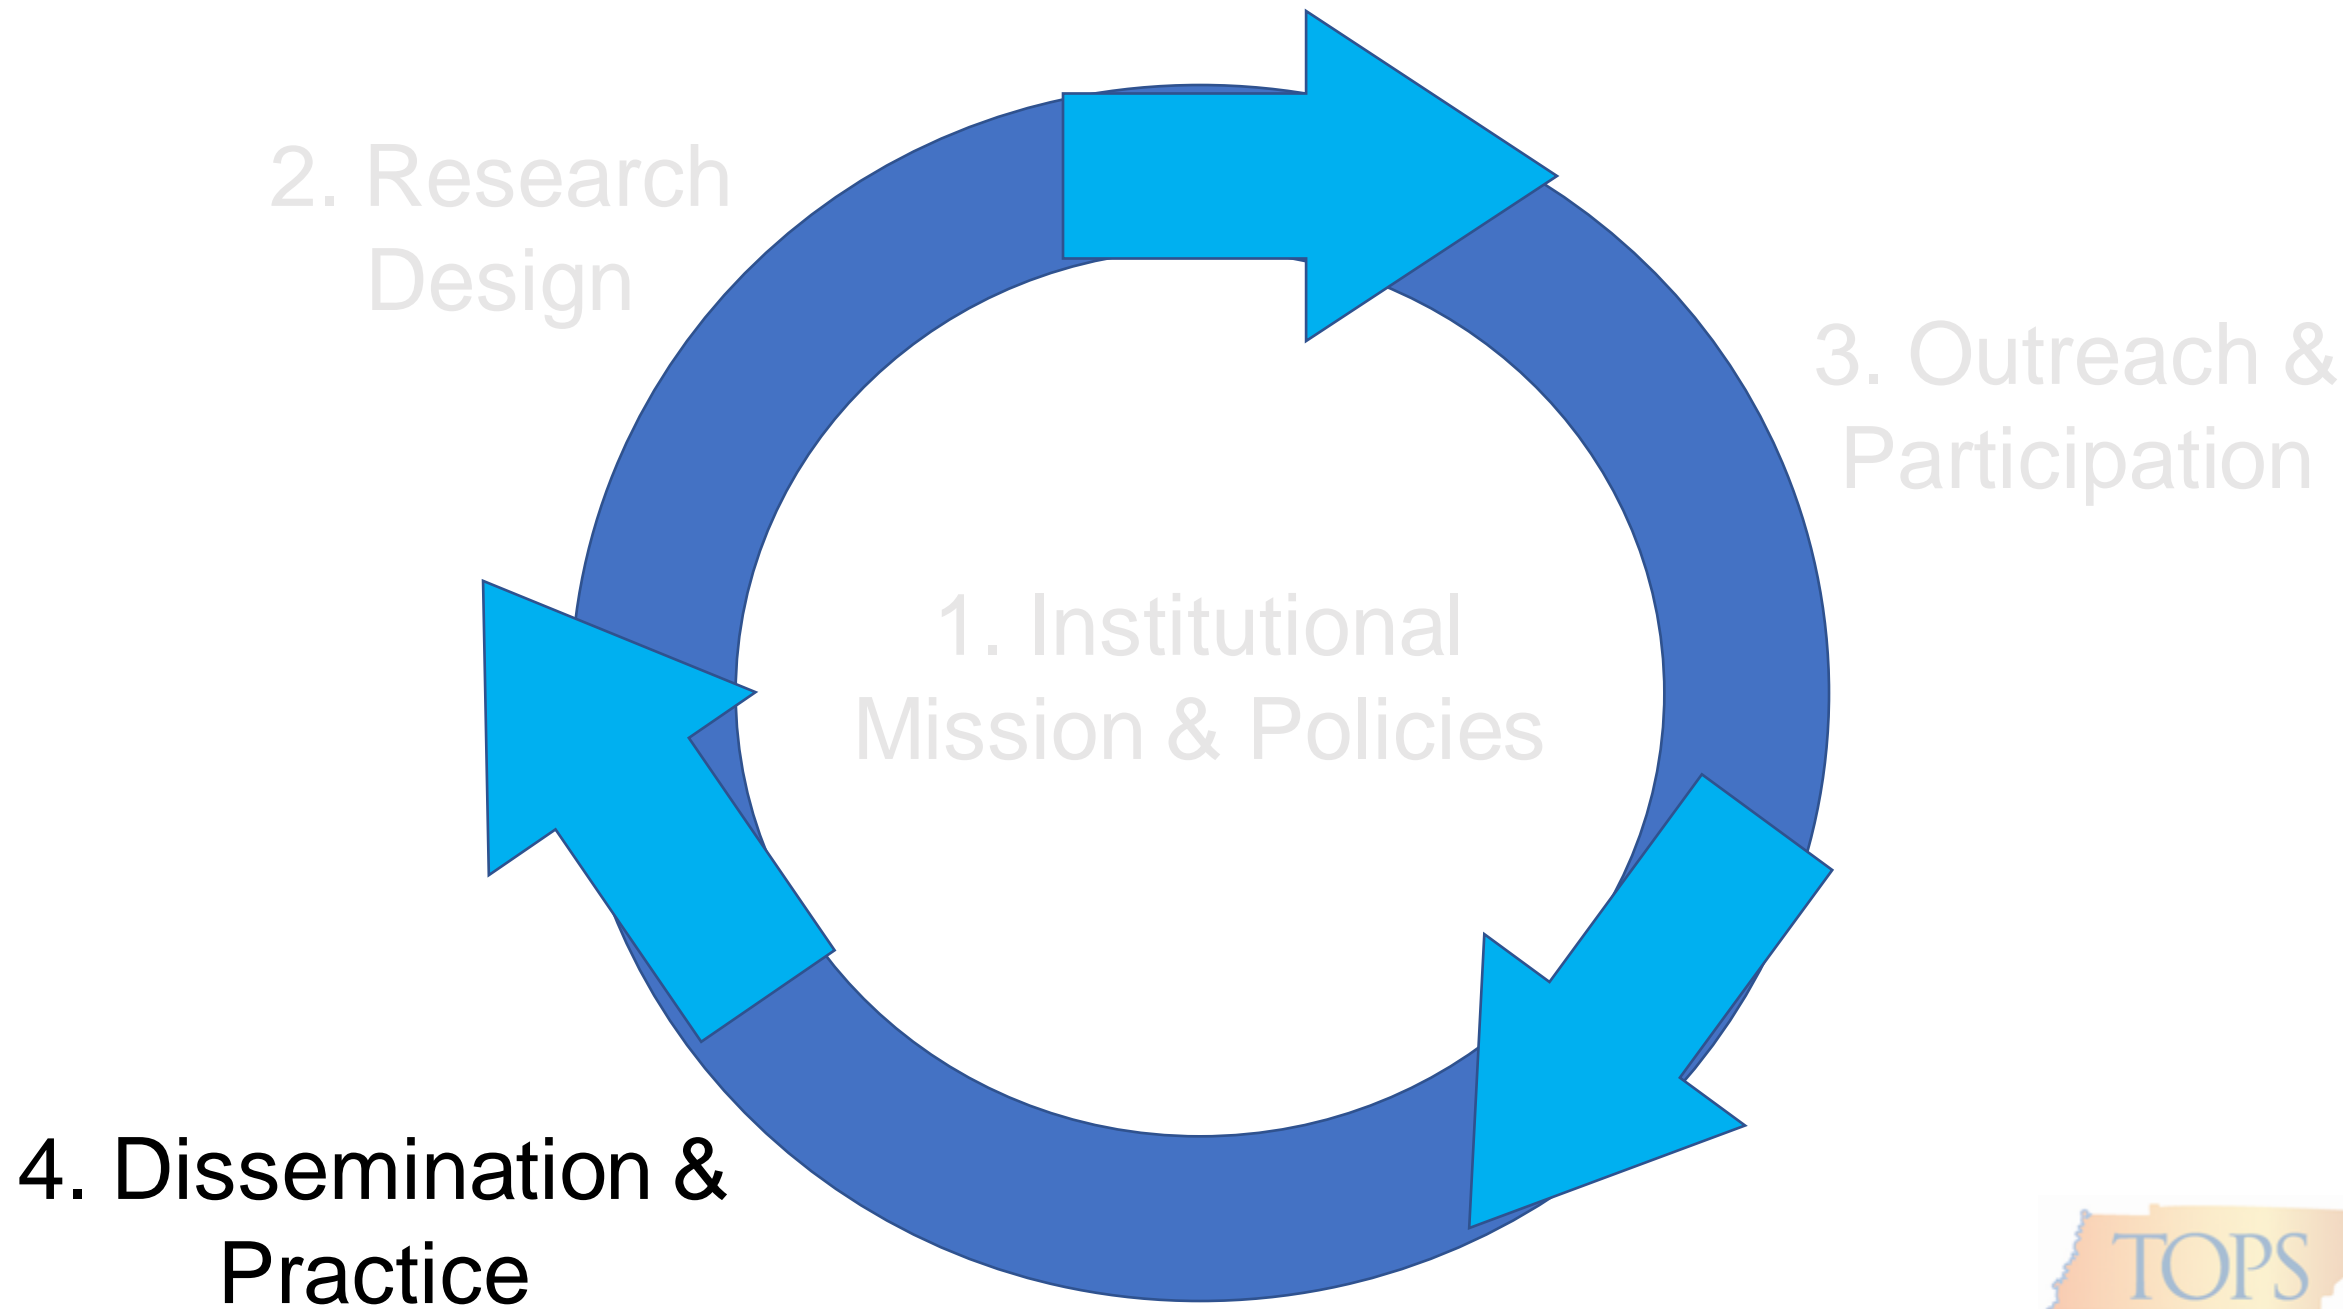 2. Research
Design
3. Outreach &
Participation
1. Institutional
Mission & Policies
4. Dissemination &
Practice
TOPS